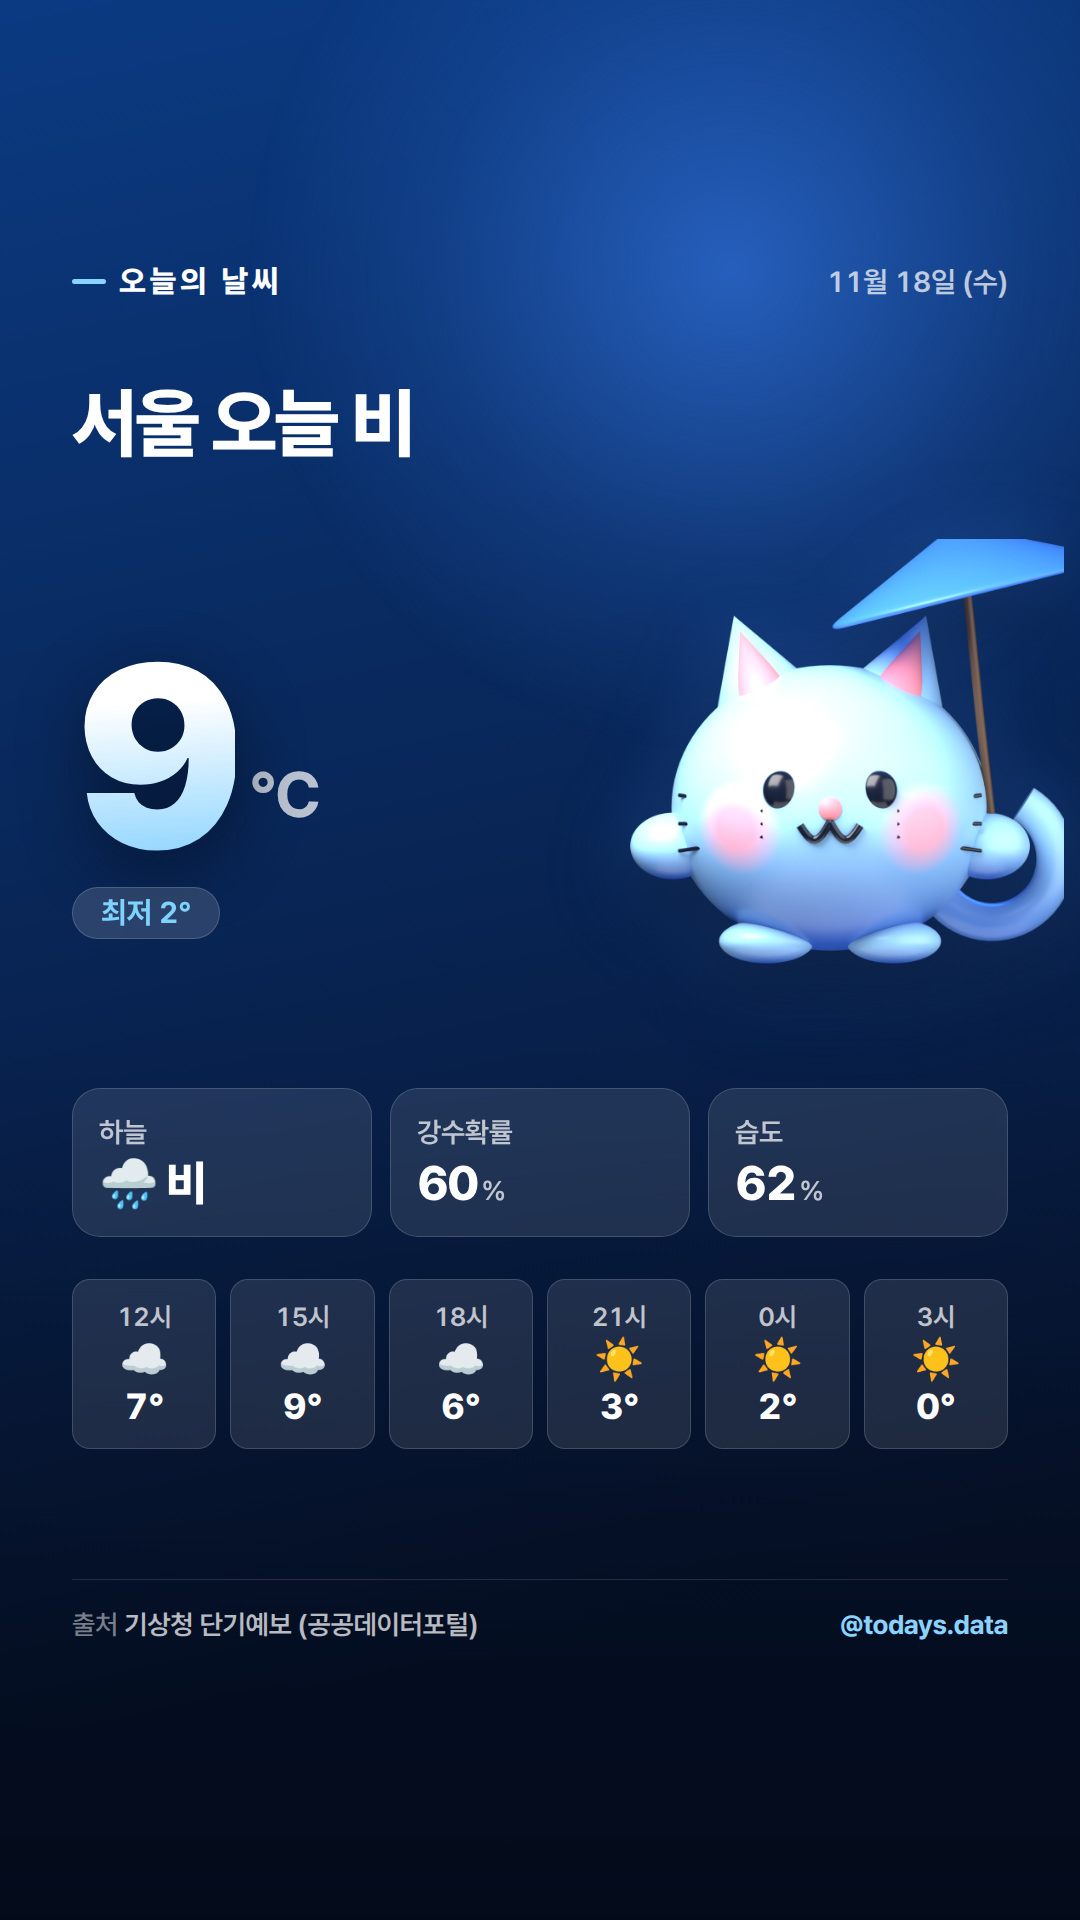 오늘의 날씨
11월 18일 (수)
서울 오늘 비
9°C
최저 2°
하늘
비
강수확률
60%
습도
62%
12시
7°
15시
9°
18시
6°
21시
3°
0시
2°
3시
0°
출처 기상청 단기예보 (공공데이터포털)
@todays.data